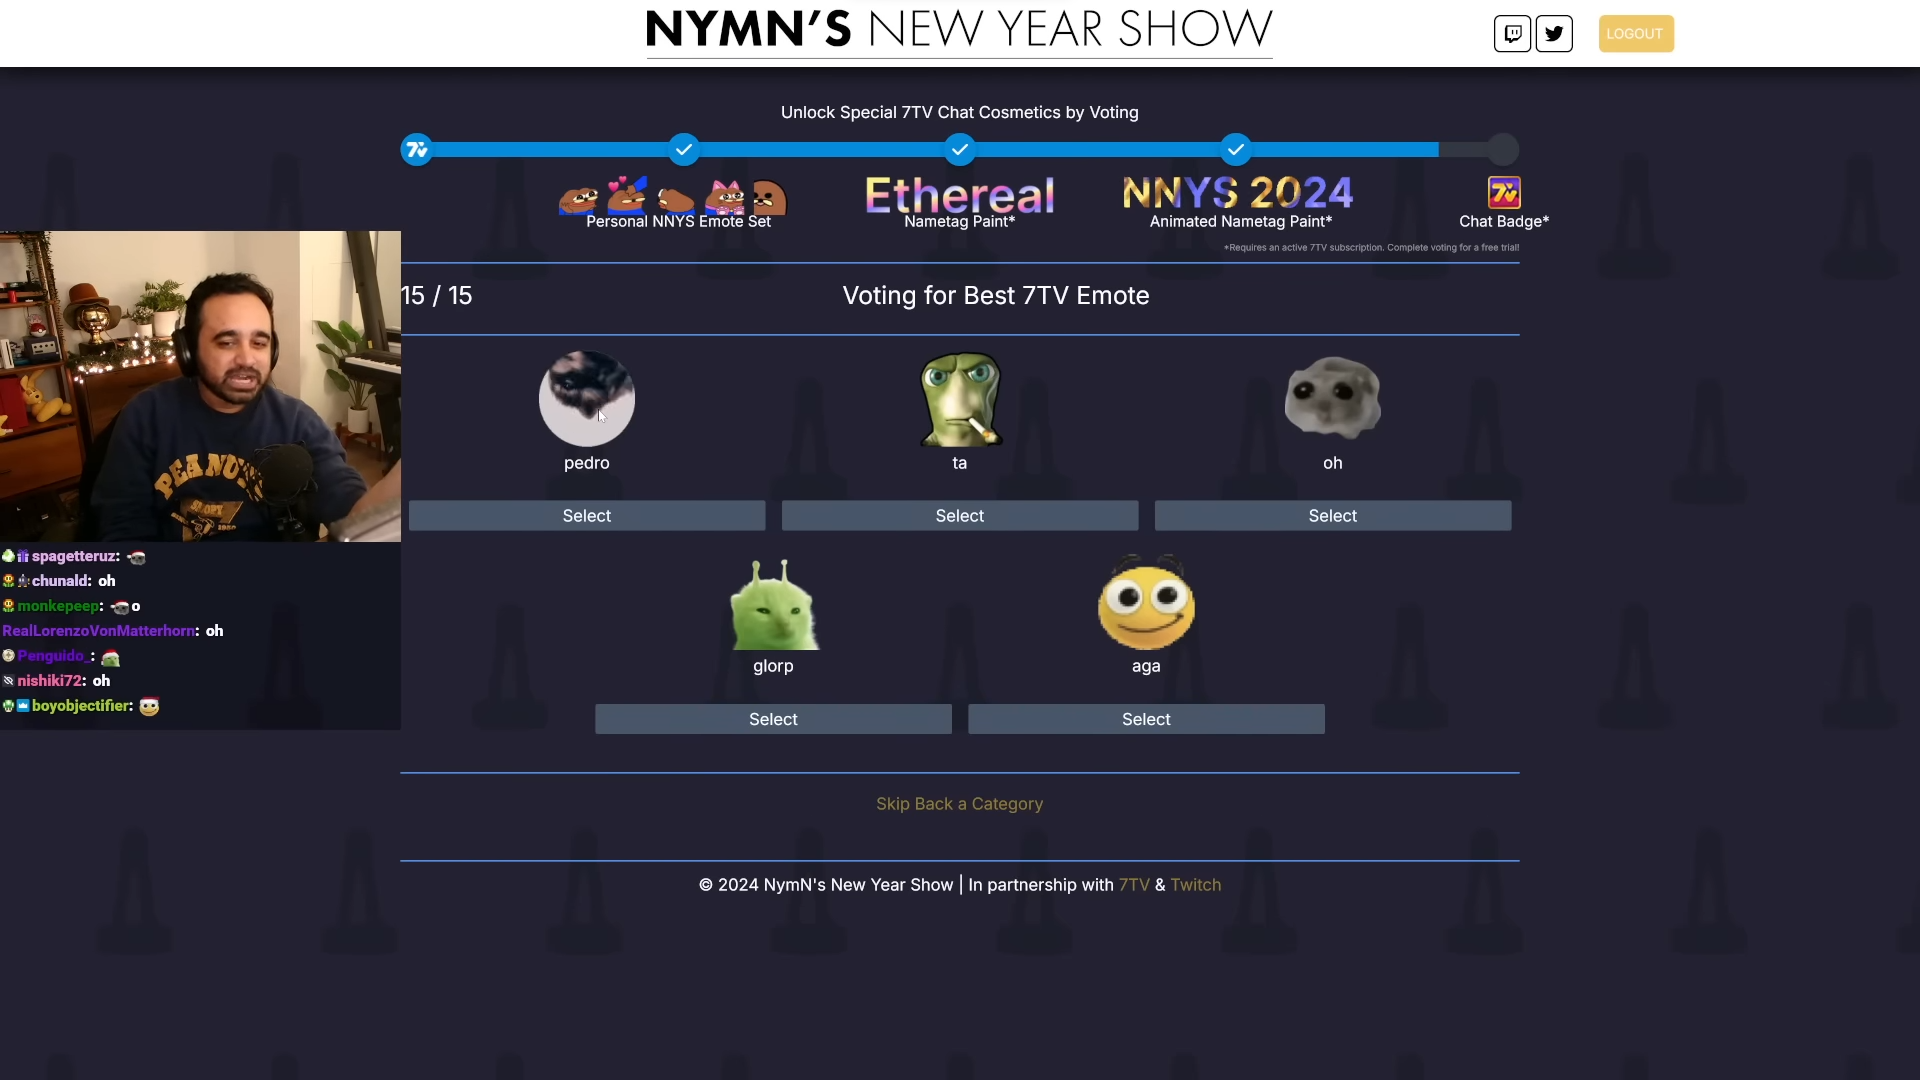 NYMN'S NEW YEAR SHOW
LOGOUT
Unlock Special 7TV Chat Cosmetics by Voting
Ethereal
NNYS 2024
Personal NNYS Emote Set
Nametag Paint*
Animated Nametag Paint*
Chat Badge*
*Requires an active 7TV subscription. Complete voting for a free trial!
15 / 15
Voting for Best 7TV Emote
pedro
ta
oh
Select
Select
Select
glorp
aga
Select
Select
Skip Back a Category
© 2024 NymN's New Year Show | In partnership with 7TV & Twitch
PEANUTS
spagetteruz:
chunald: oh
monkepeep: o
RealLorenzoVonMatterhorn: oh
Penguido_:
nishiki72: oh
boyobjectifier: